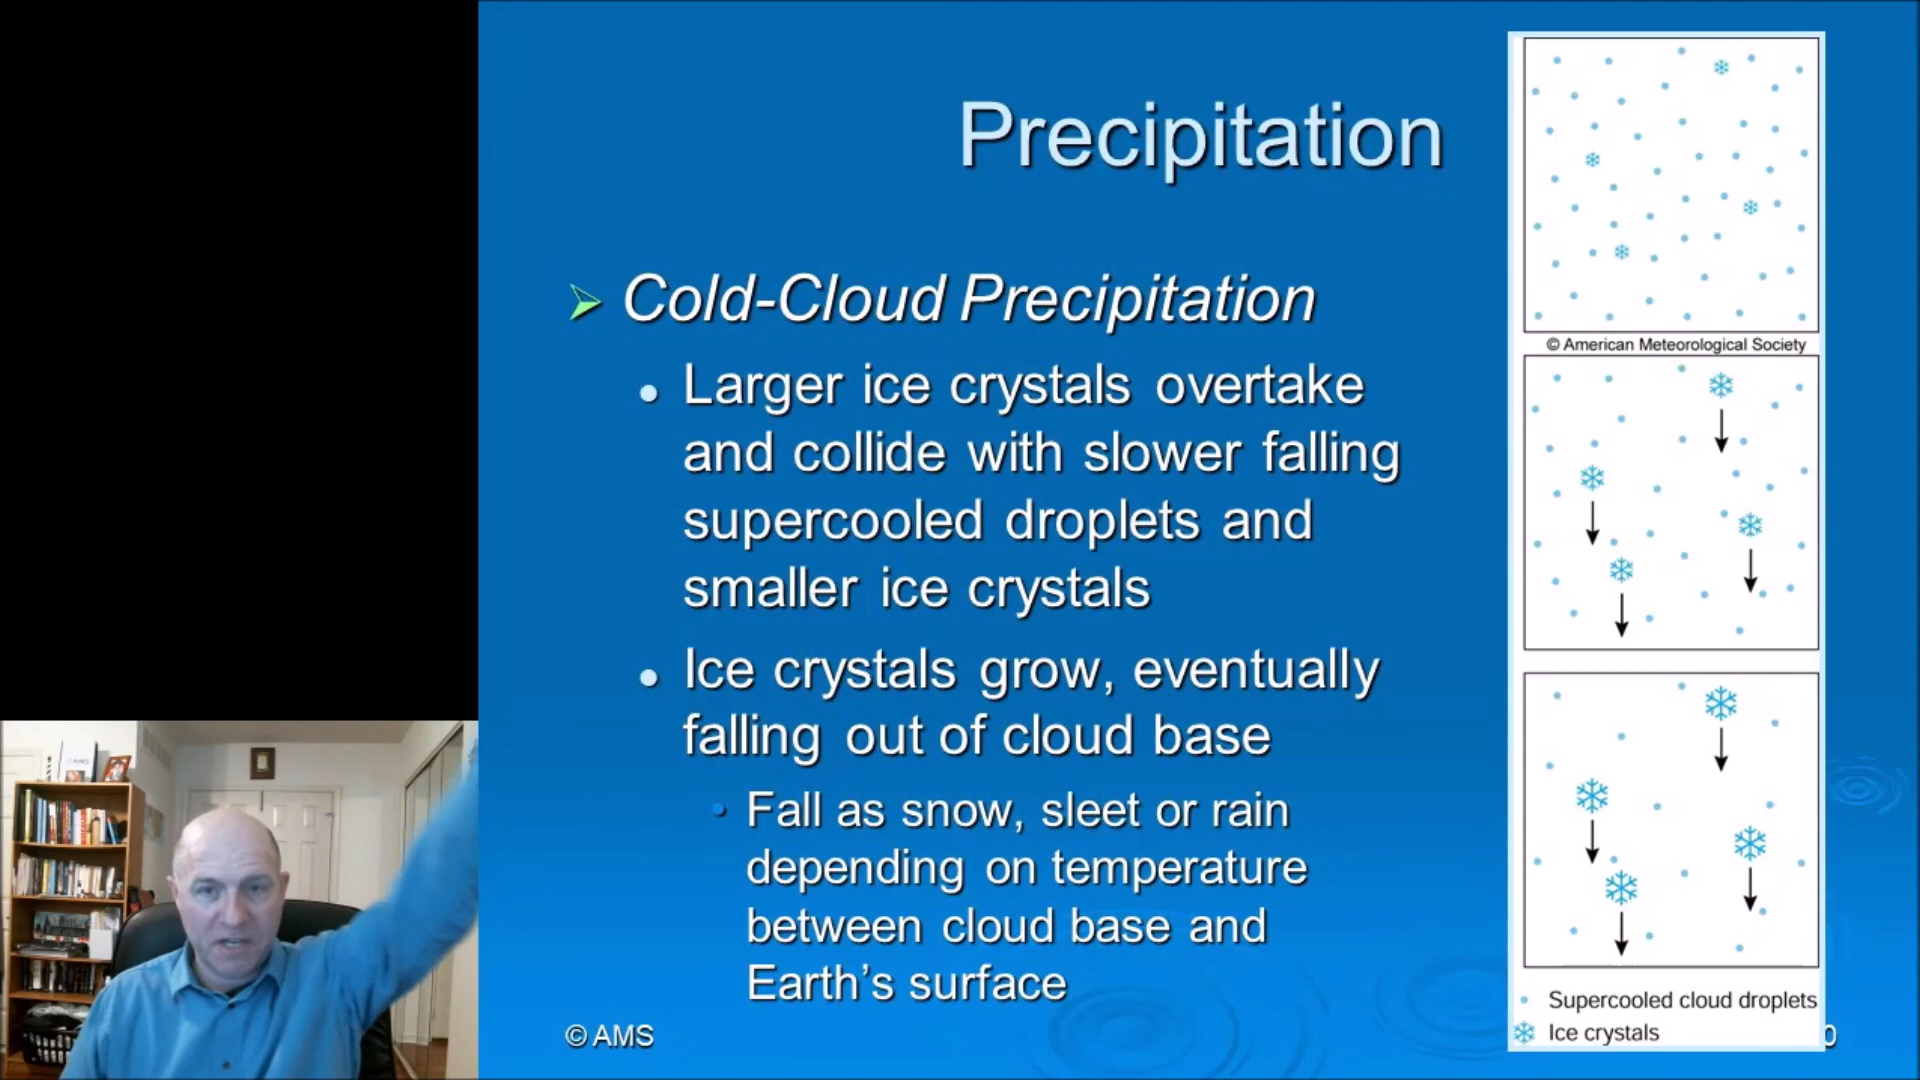 Precipitation
Cold-Cloud Precipitation
Larger ice crystals overtake
and collide with slower falling
supercooled droplets and
smaller ice crystals
Ice crystals grow, eventually
falling out of cloud base
Fall as snow, sleet or rain
depending on temperature
between cloud base and
Earth’s surface
© AMS
© American Meteorological Society
Supercooled cloud droplets
Ice crystals
0